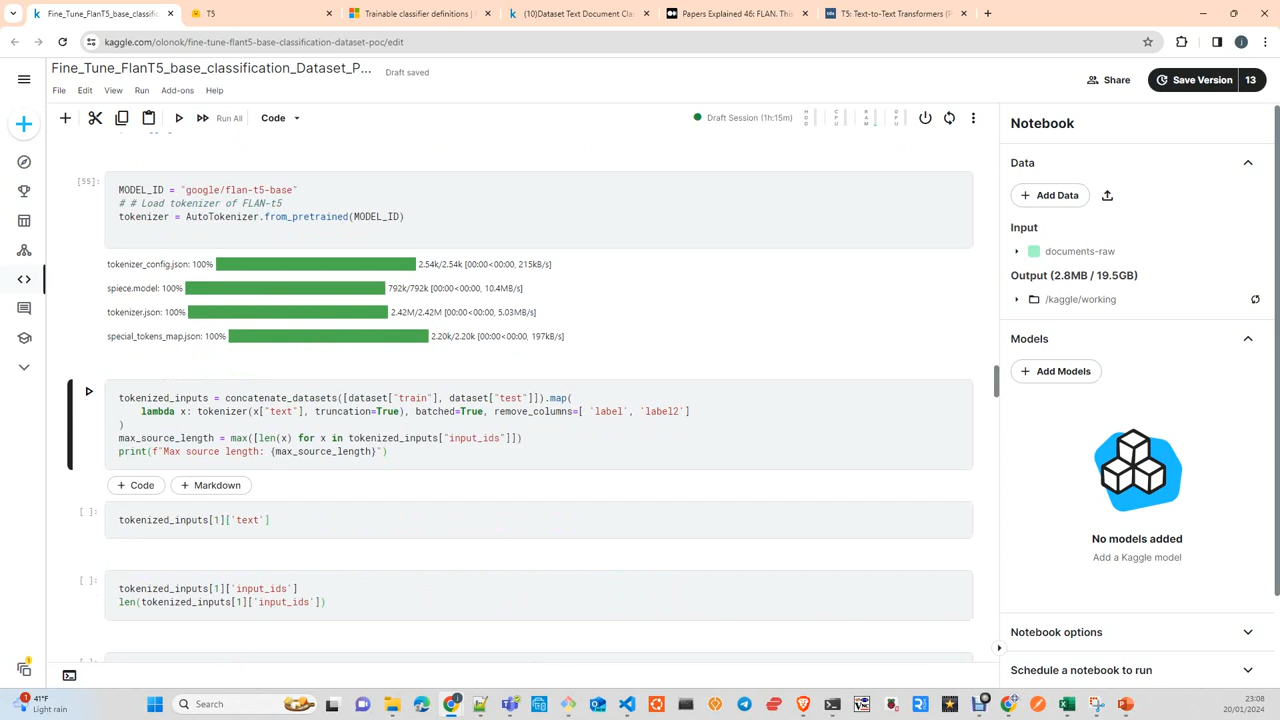 Fine_Tune_FlanT5_base_classific
T5
Trainable classifier definitions |
(10)Dataset Text Document Clas
Papers Explained 46: FLAN. This
T5: Text-to-Text Transformers (P
kaggle.com/olonok/fine-tune-flant5-base-classification-dataset-poc/edit
Fine_Tune_FlanT5_base_classification_Dataset_P...
Draft saved
File Edit View Run Add-ons Help
Share
Save Version 13
Run All
Code
Draft Session (1h:15m)
Notebook
[55]:
MODEL_ID = "google/flan-t5-base"
# # Load tokenizer of FLAN-t5
tokenizer = AutoTokenizer.from_pretrained(MODEL_ID)
tokenizer_config.json: 100% 2.54k/2.54k [00:00<00:00, 215kB/s]
spiece.model: 100% 792k/792k [00:00<00:00, 10.4MB/s]
tokenizer.json: 100% 2.42M/2.42M [00:00<00:00, 5.03MB/s]
special_tokens_map.json: 100% 2.20k/2.20k [00:00<00:00, 197kB/s]
tokenized_inputs = concatenate_datasets([dataset["train"], dataset["test"]]).map(
lambda x: tokenizer(x["text"], truncation=True), batched=True, remove_columns=[ 'label', 'label2']
)
max_source_length = max([len(x) for x in tokenized_inputs["input_ids"]])
print(f"Max source length: {max_source_length}")
+ Code
+ Markdown
[ ]:
tokenized_inputs[1]['text']
[ ]:
tokenized_inputs[1]['input_ids']
len(tokenized_inputs[1]['input_ids'])
Data
+ Add Data
Input
documents-raw
Output (2.8MB / 19.5GB)
/kaggle/working
Models
+ Add Models
No models added
Add a Kaggle model
Notebook options
Schedule a notebook to run
41°F
Light rain
Search
23:08
20/01/2024